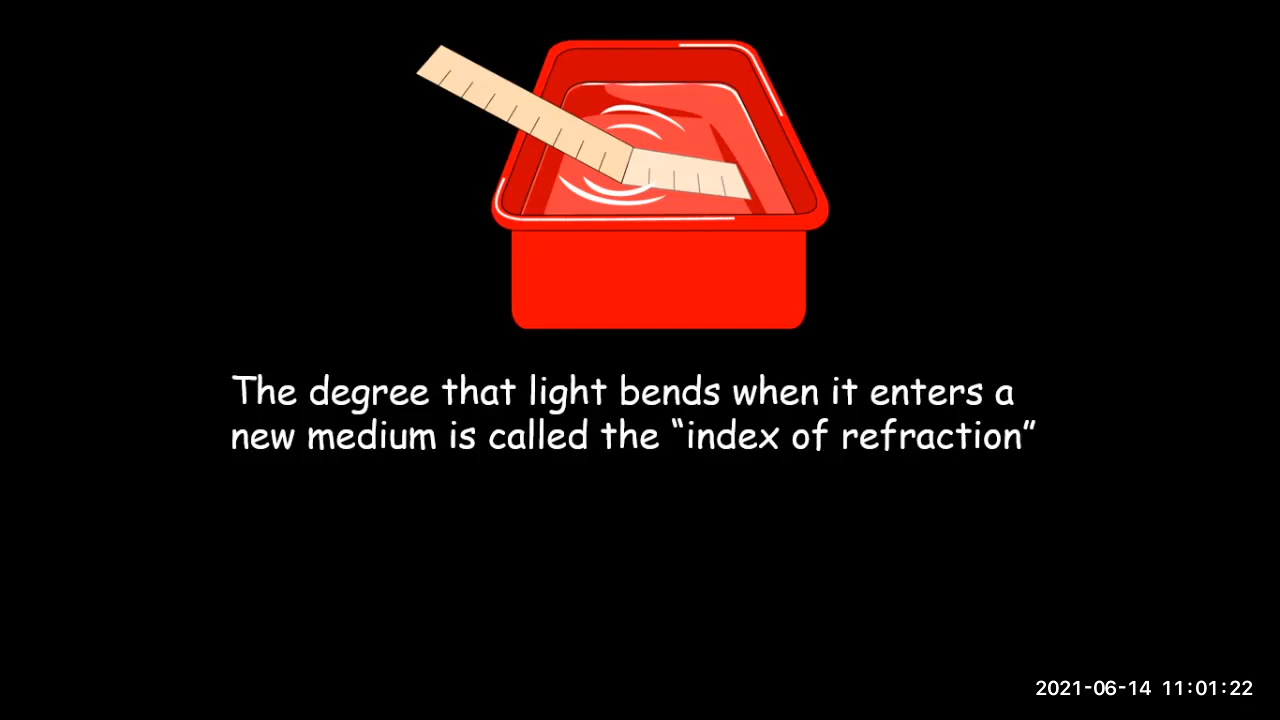 The degree that light bends when it enters a
new medium is called the “index of refraction”
2021-06-14 11:01:22